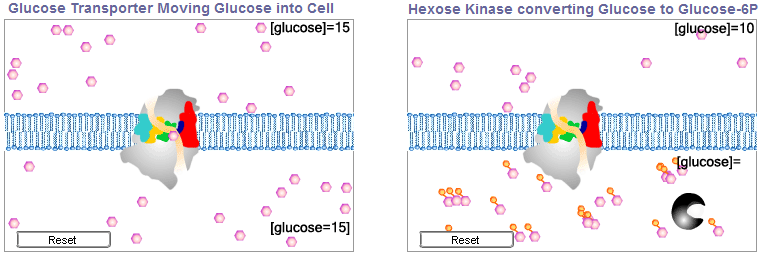 Glucose Transporter Moving Glucose into Cell
[glucose]=15
[glucose=15]
Reset
Hexose Kinase converting Glucose to Glucose-6P
[glucose]=10
[glucose]=
Reset